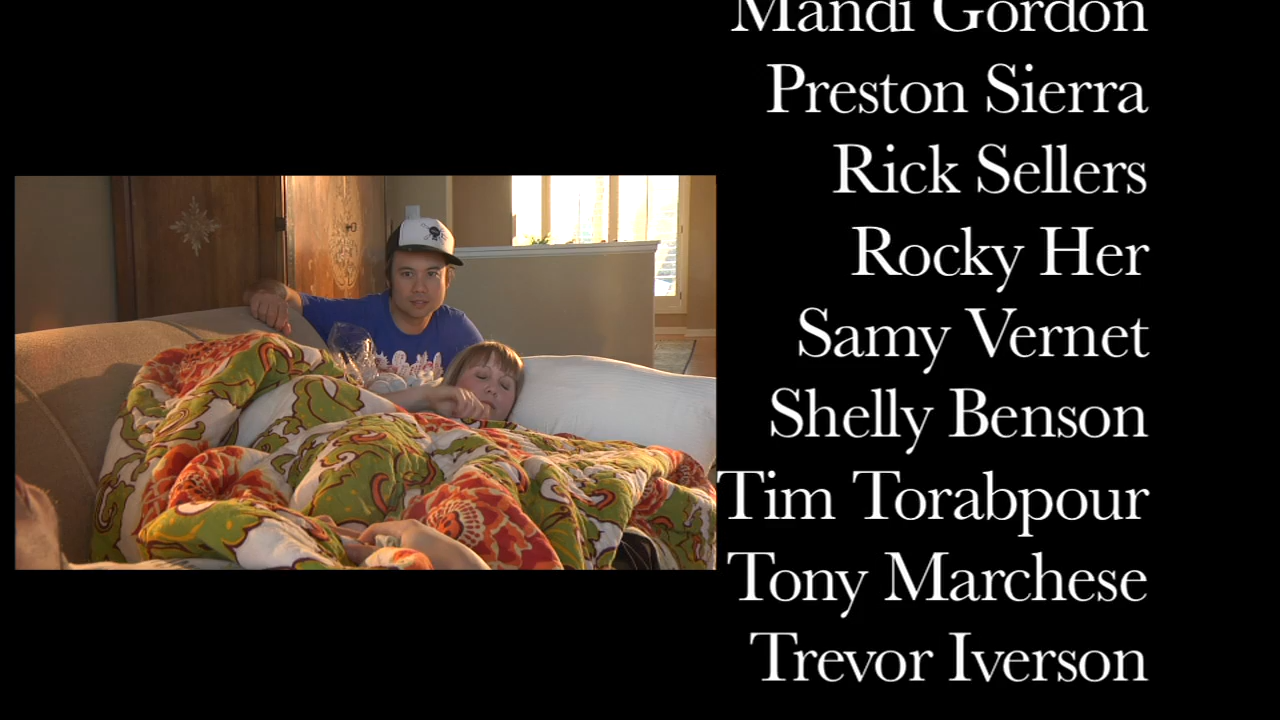 Mandi Gordon
Preston Sierra
Rick Sellers
Rocky Her
Samy Vernet
Shelly Benson
Tim Torabpour
Tony Marchese
Trevor Iverson